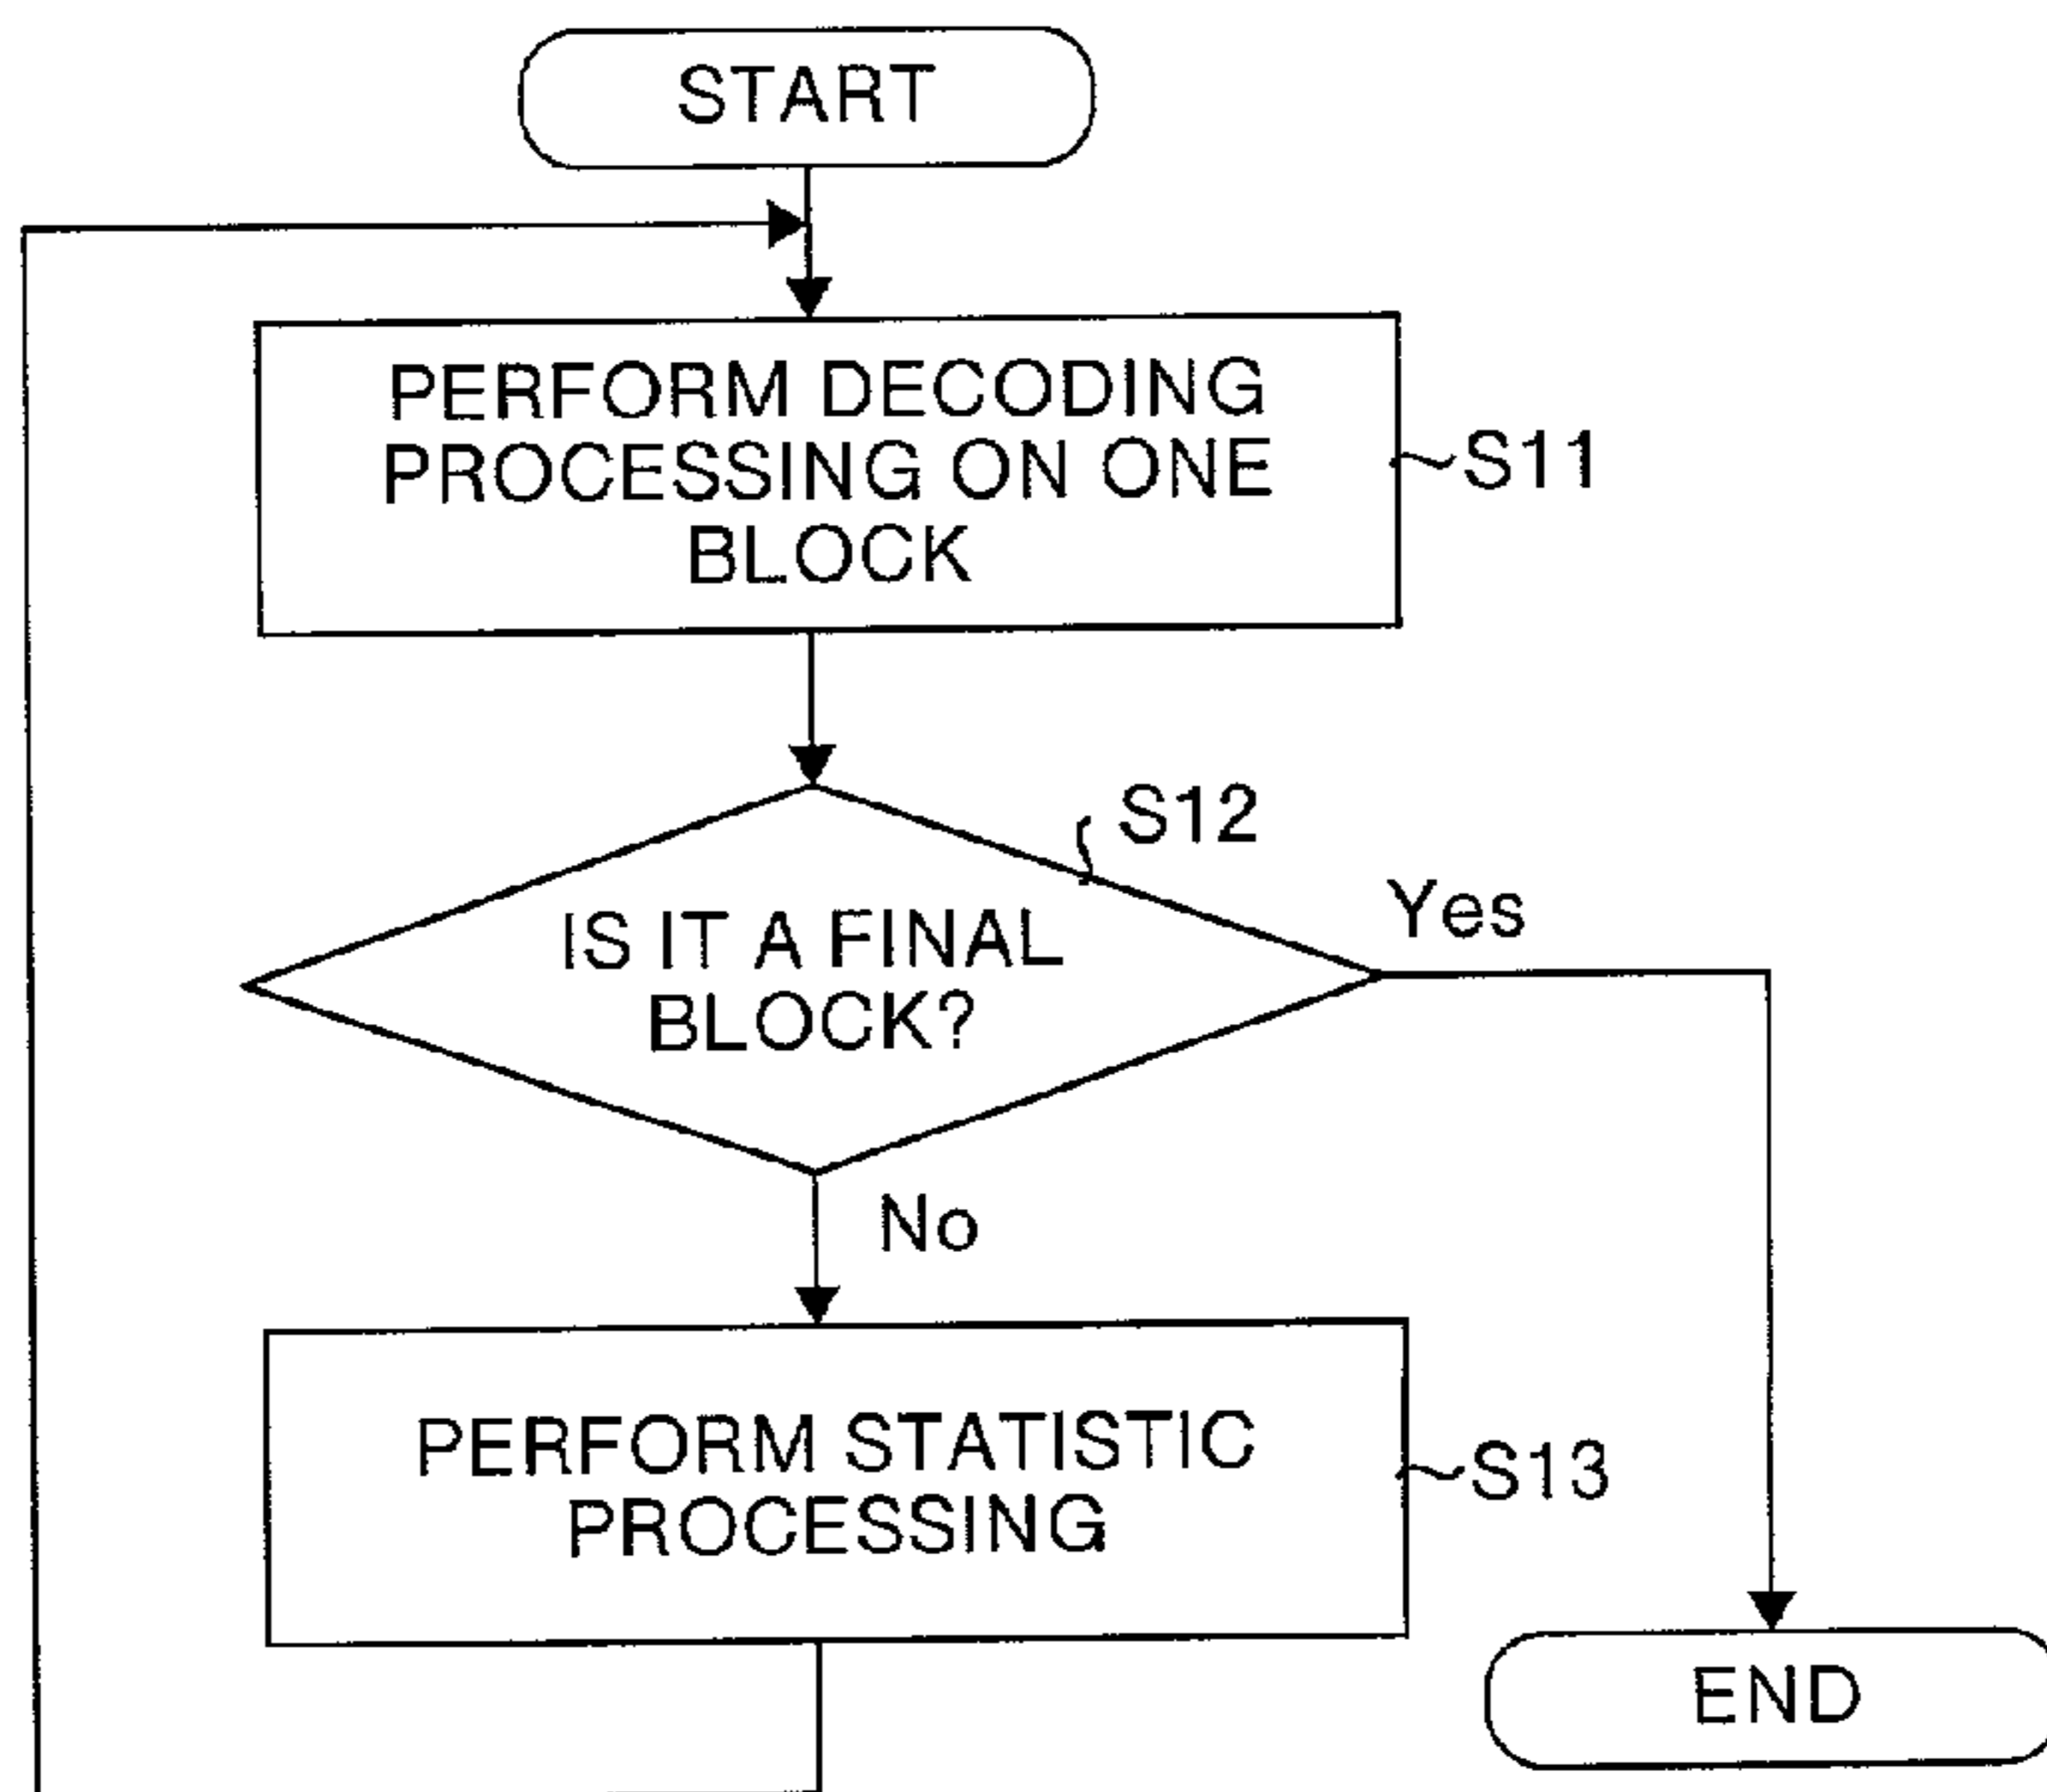 START
PERFORM DECODING
PROCESSING ON ONE
BLOCK
S11
S12
IS IT A FINAL
BLOCK?
Yes
No
PERFORM STATISTIC
PROCESSING
S13
END